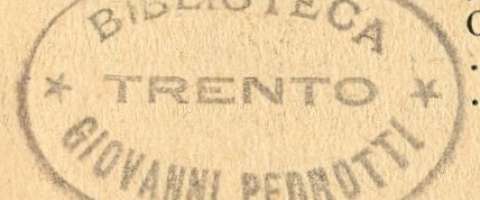 BIBLIOTECA
★ TRENTO ★
GIOVANNI PEDROTTI